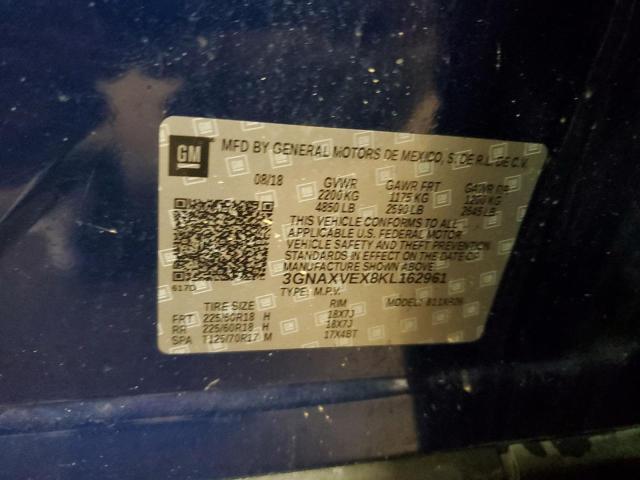 GM
MFD BY GENERAL MOTORS DE MEXICO, S. DE R.L. DE C.V.
08/18 GVWR GAWR FRT GAWR RR
2200 KG 1175 KG 1200 KG
4850 LB 2590 LB 2645 LB
THIS VEHICLE CONFORMS TO ALL
APPLICABLE U.S. FEDERAL MOTOR
VEHICLE SAFETY AND THEFT PREVENTION
STANDARDS IN EFFECT ON THE DATE OF
MANUFACTURE SHOWN ABOVE.
617D 3GNAXVEX8KL162961
TYPE: M.P.V. MODEL:
TIRE SIZE RIM
FRT 225/60R18 H 18X7J
RR 225/60R18 H 18X7J
SPA T125/70R17 M 17X4BT